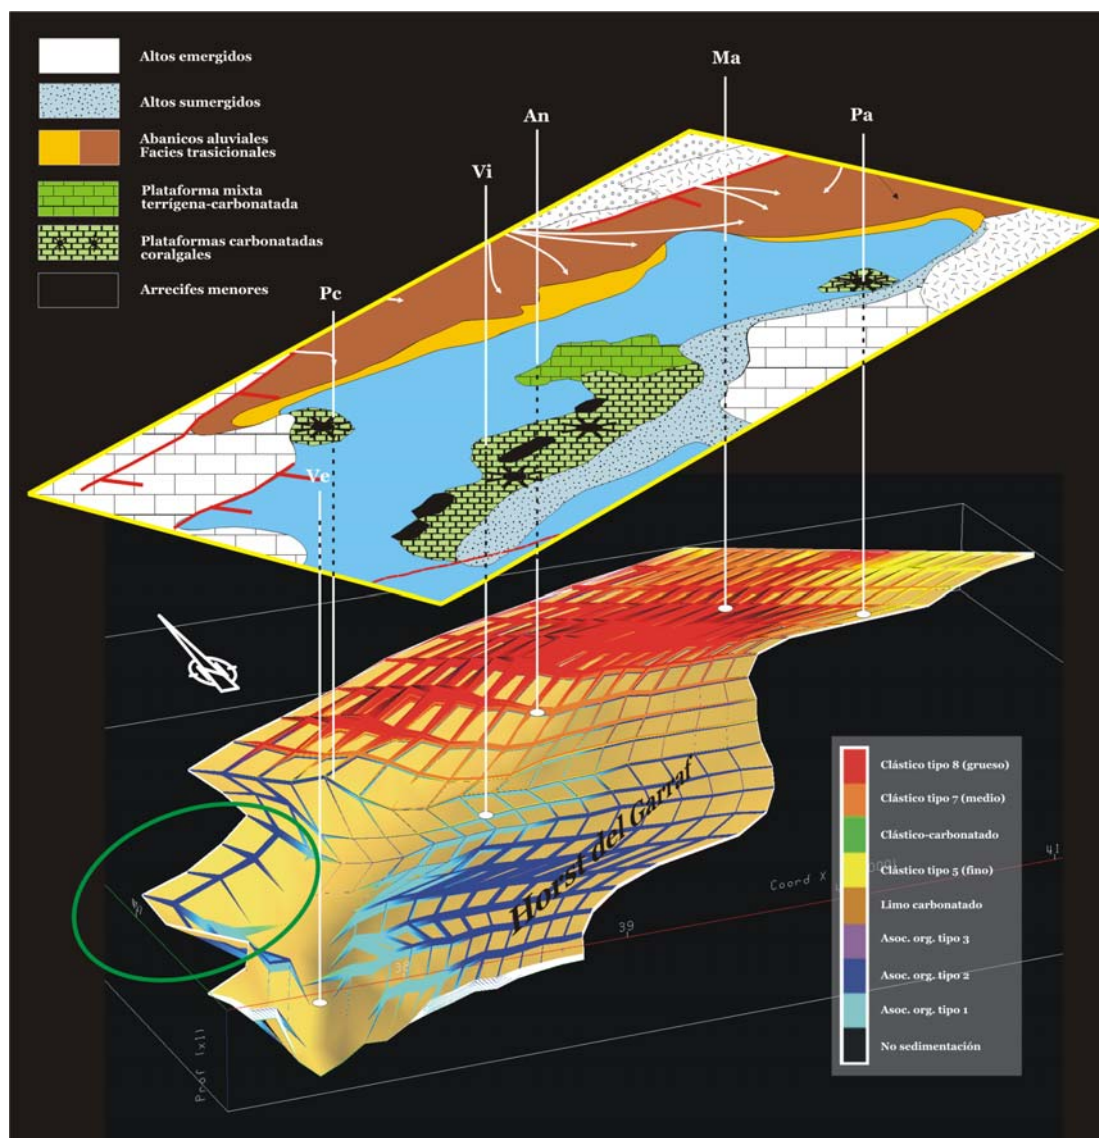 Altos emergidos
Altos sumergidos
Abanicos aluviales
Facies trasicionales
Plataforma mixta
terrígena-carbonatada
Plataformas carbonatadas
coralgales
Arrecifes menores
Ma
An
Pa
Vi
Pc
Ve
Horst del Garraf
Clástico tipo 8 (grueso)
Clástico tipo 7 (medio)
Clástico-carbonatado
Clástico tipo 5 (fino)
Limo carbonatado
Asoc. org. tipo 3
Asoc. org. tipo 2
Asoc. org. tipo 1
No sedimentación
Coord X
41
39
38
Prof (x1)